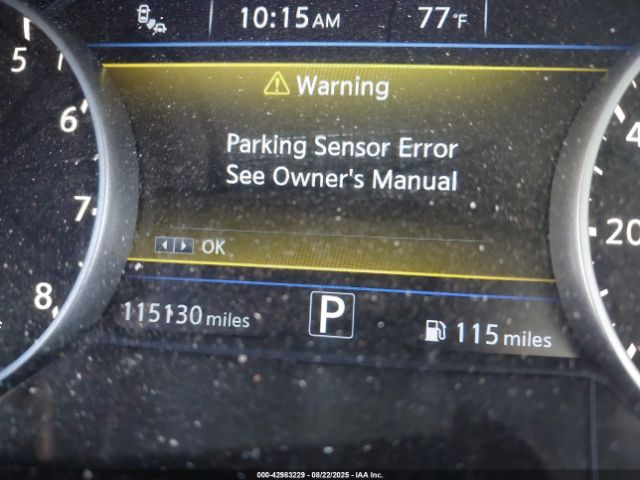 10:15AM 77°F
5
6
7
8
Warning
Parking Sensor Error
See Owner's Manual
OK
4
20
115130 miles P 115 miles
000-42983229 - 08/22/2025 - IAA Inc.